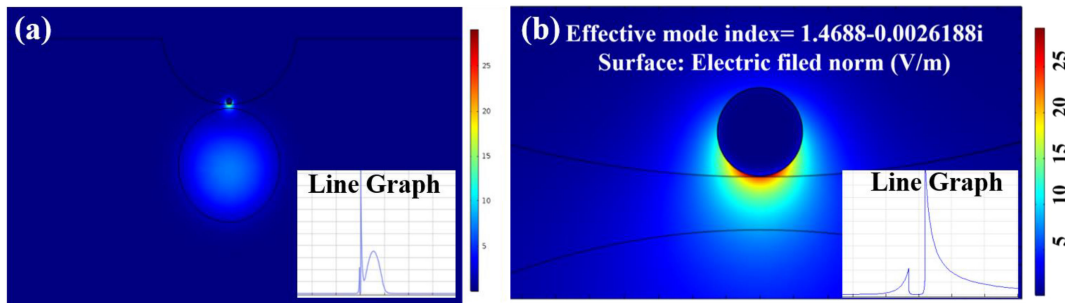 (a)
25
20
15
10
5
Line Graph
(b) Effective mode index= 1.4688-0.0026188i
Surface: Electric filed norm (V/m)
25
20
15
10
5
Line Graph